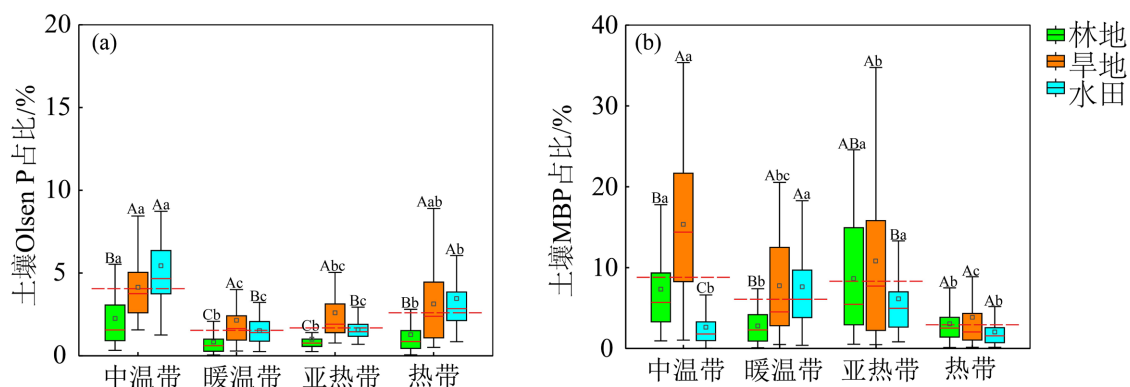 (a)
土壤Olsen P占比/%
20
15
10
5
0
Ba Aa Aa
Cb Aa Bc
Cb Abc Bc
Bb Aab Ab
中温带 暖温带 亚热带 热带
(b)
土壤MBP占比/%
40
30
20
10
0
Ba Aa Cb
Bb Abc Aa
ABa Ab Ba
Ab Ac Ab
中温带 暖温带 亚热带 热带
林地
旱地
水田